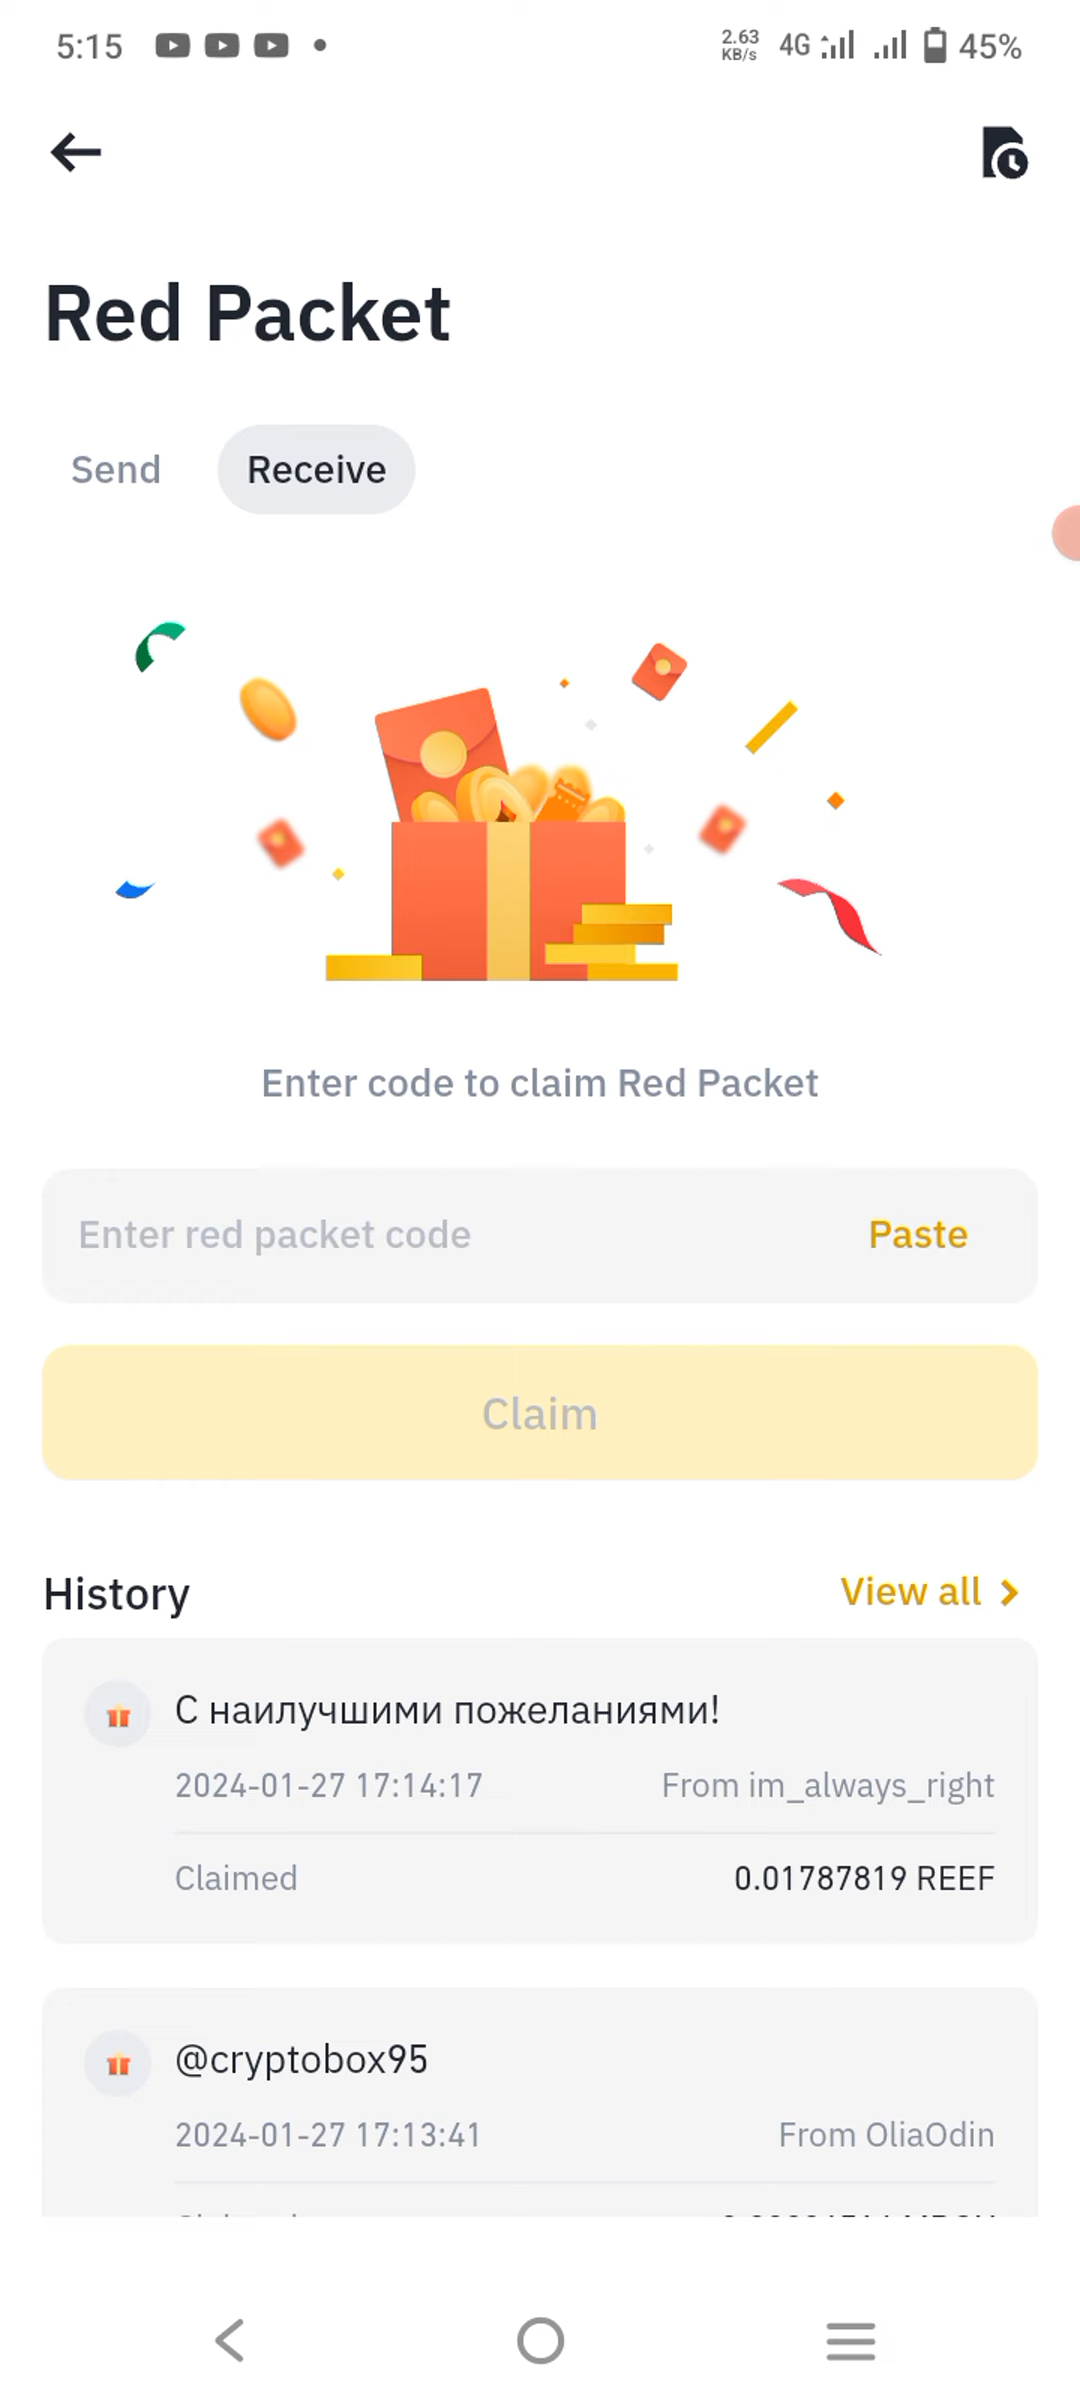 5:15
2.63 KB/s 4G 45%
Red Packet
Send Receive
Enter code to claim Red Packet
Enter red packet code Paste
Claim
History View all
С наилучшими пожеланиями!
2024-01-27 17:14:17 From im_always_right
Claimed 0.01787819 REEF
@cryptobox95
2024-01-27 17:13:41 From OliaOdin